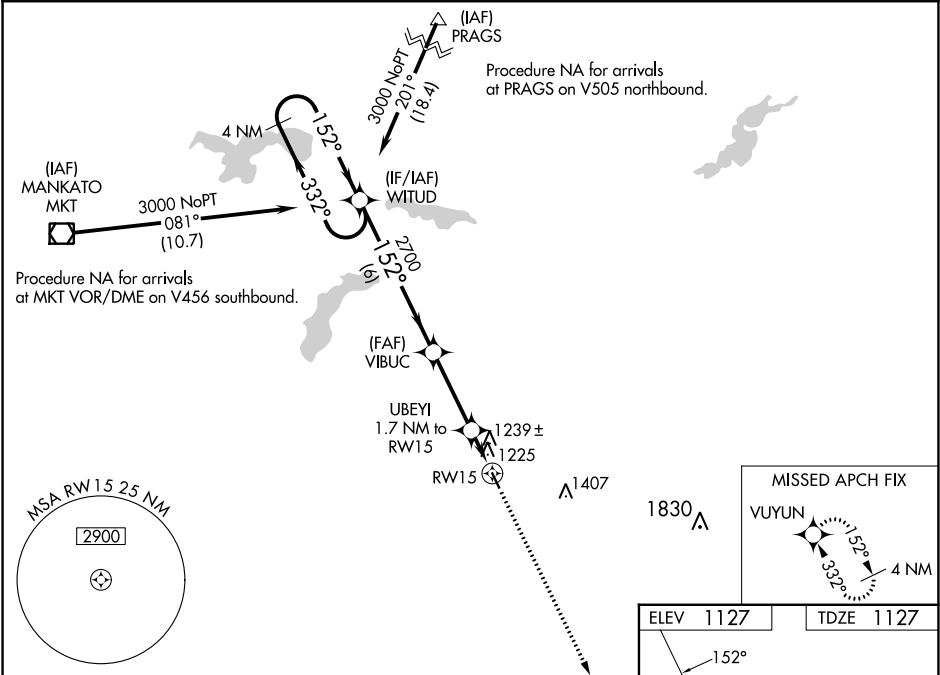 (IAF)
PRAGS
3000 NoPT
201°
(18.4)
Procedure NA for arrivals
at PRAGS on V505 northbound.
4 NM
152°
332°
(IAF)
MANKATO
MKT
3000 NoPT
081°
(10.7)
(IF/IAF)
WITUD
Procedure NA for arrivals
at MKT VOR/DME on V456 southbound.
2700
152°
(6)
(FAF)
VIBUC
UBEYI
1.7 NM to
RW15
1239 ±
1225
RW15
1407
1830
MSA RW15 25 NM
2900
MISSED APCH FIX
VUYUN
152°
332°
4 NM
ELEV 1127
TDZE 1127
152°